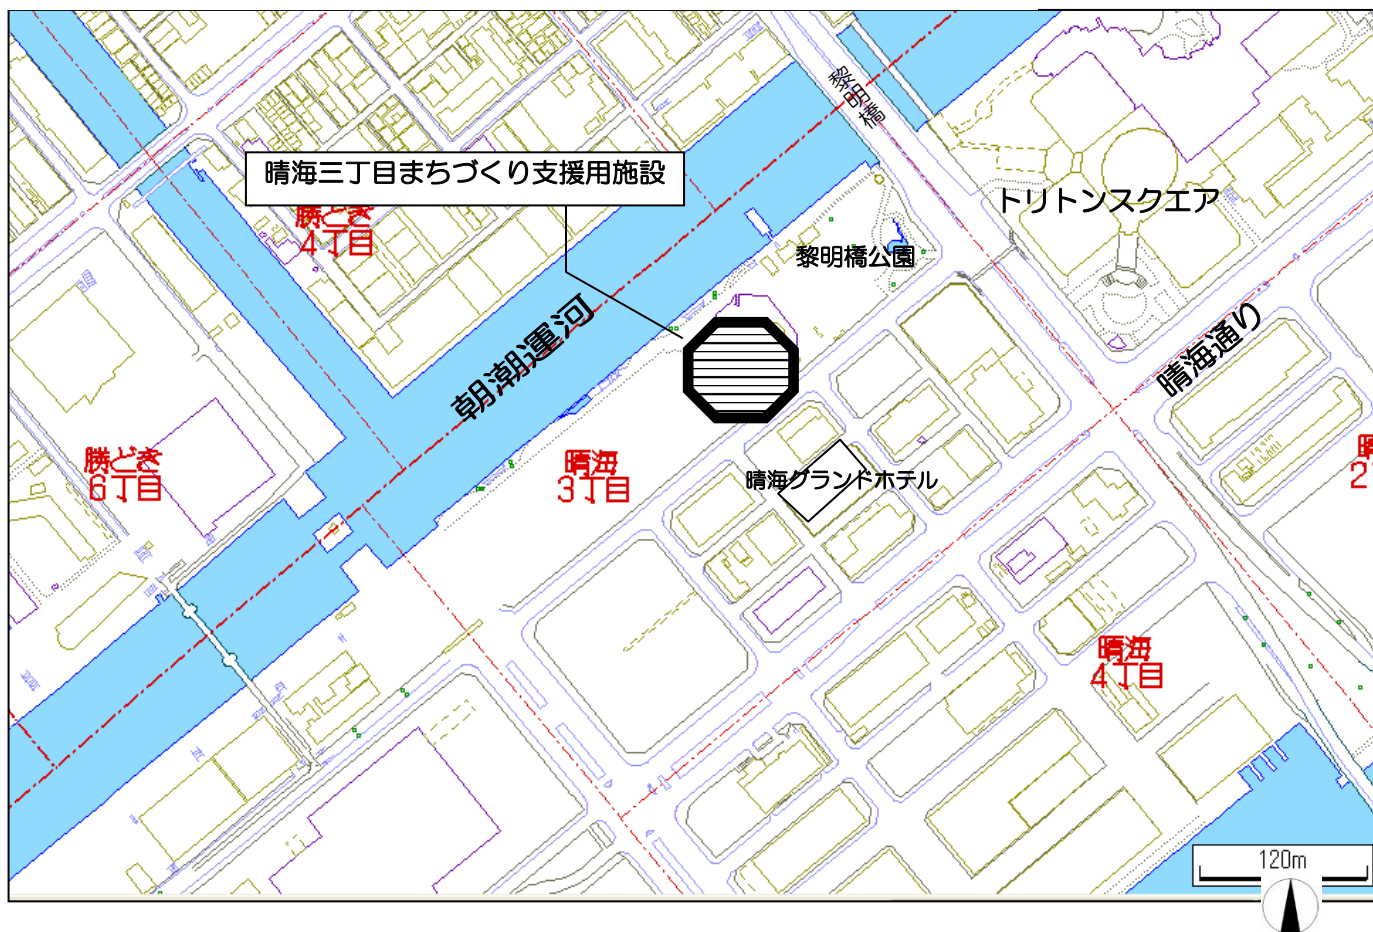 黎明橋
晴海三丁目まちづくり支援用施設
トリトンスクエア
勝どき
4丁目
黎明橋公園
朝潮運河
晴海通り
勝どき
6丁目
晴海
3丁目
晴海グランドホテル
2
晴海
4丁目
120m